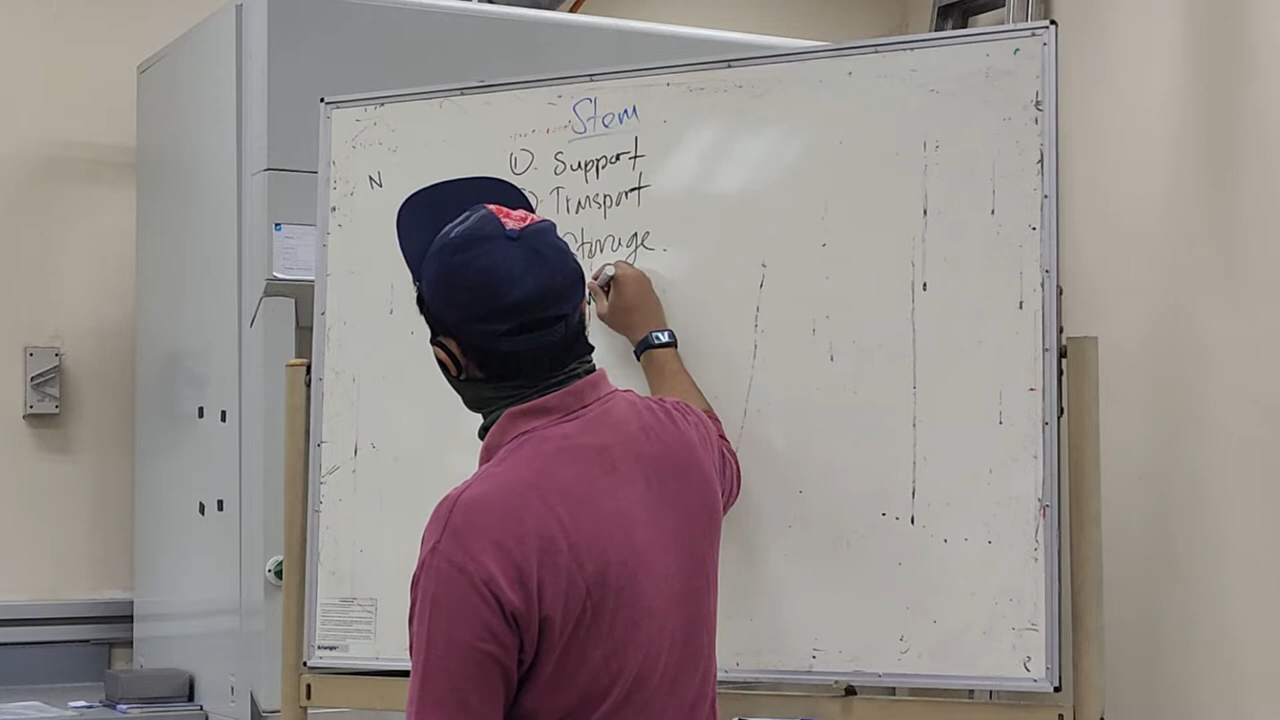 Stem
N
① Support
Transport
Storage.